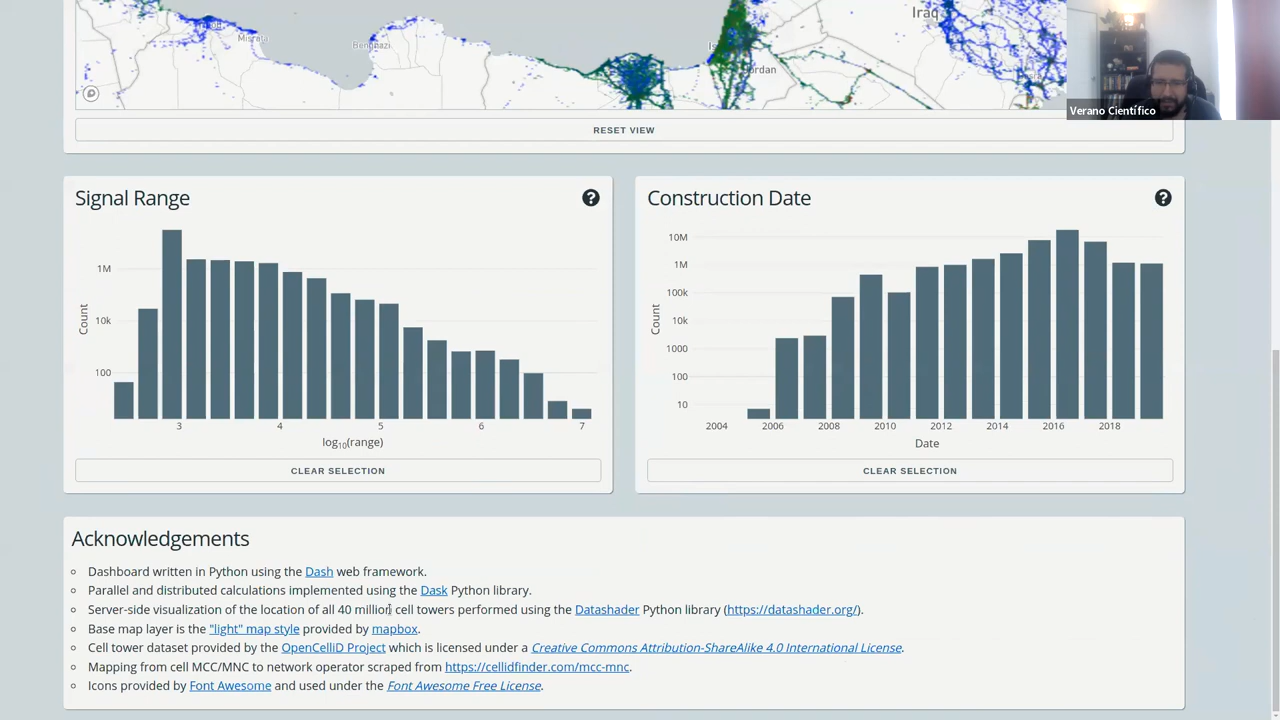 Misrata
Benghazi
Iraq
Jordan
Verano Científico
RESET VIEW
Signal Range
Construction Date
1M
10k
100
Count
3 4 5 6 7
log10(range)
CLEAR SELECTION
10M
1M
100k
10k
1000
100
10
Count
2004 2006 2008 2010 2012 2014 2016 2018
Date
CLEAR SELECTION
Acknowledgements
Dashboard written in Python using the Dash web framework.
Parallel and distributed calculations implemented using the Dask Python library.
Server-side visualization of the location of all 40 million cell towers performed using the Datashader Python library (https://datashader.org/).
Base map layer is the "light" map style provided by mapbox.
Cell tower dataset provided by the OpenCelliD Project which is licensed under a Creative Commons Attribution-ShareAlike 4.0 International License.
Mapping from cell MCC/MNC to network operator scraped from https://cellidfinder.com/mcc-mnc.
Icons provided by Font Awesome and used under the Font Awesome Free License.